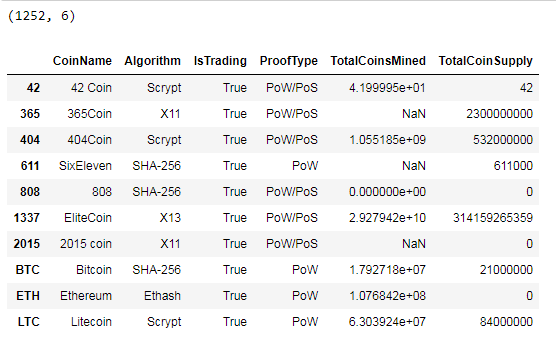 (1252, 6)
CoinName Algorithm IsTrading ProofType TotalCoinsMined TotalCoinSupply
42 42 Coin Scrypt True PoW/PoS 4.199995e+01 42
365 365Coin X11 True PoW/PoS NaN 2300000000
404 404Coin Scrypt True PoW/PoS 1.055185e+09 532000000
611 SixEleven SHA-256 True PoW NaN 611000
808 808 SHA-256 True PoW/PoS 0.000000e+00 0
1337 EliteCoin X13 True PoW/PoS 2.927942e+10 314159265359
2015 2015 coin X11 True PoW/PoS NaN 0
BTC Bitcoin SHA-256 True PoW 1.792718e+07 21000000
ETH Ethereum Ethash True PoW 1.076842e+08 0
LTC Litecoin Scrypt True PoW 6.303924e+07 84000000